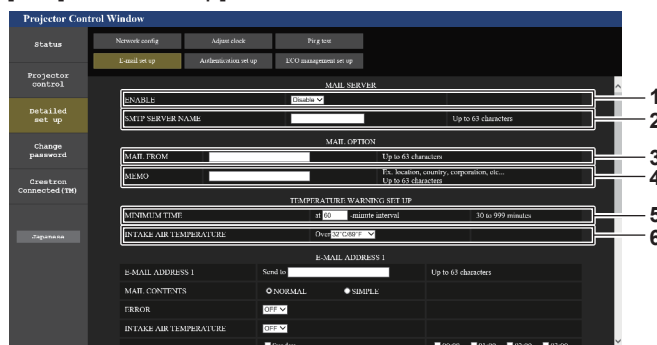 Projector Control Window
Status
Network config Adjust clock Ping test
E-mail set up Authentication set up ECO management set up
Projector
control
MAIL SERVER
ENABLE Disable 1
SMTP SERVER NAME Up to 63 characters 2
Detailed
set up
MAIL OPTION
Change
password
MAIL FROM Up to 63 characters 3
MEMO Ex. location, country, corporation, etc...
Up to 63 characters 4
Crestron
Connected(TM)
TEMPERATURE WARNING SET UP
MINIMUM TIME at 60 -minute interval 30 to 999 minutes 5
INTAKE AIR TEMPERATURE Over 32°C/89°F 6
Japanese
E-MAIL ADDRESS 1
E-MAIL ADDRESS 1 Send to Up to 63 characters
MAIL CONTENTS NORMAL SIMPLE
ERROR OFF
INTAKE AIR TEMPERATURE OFF